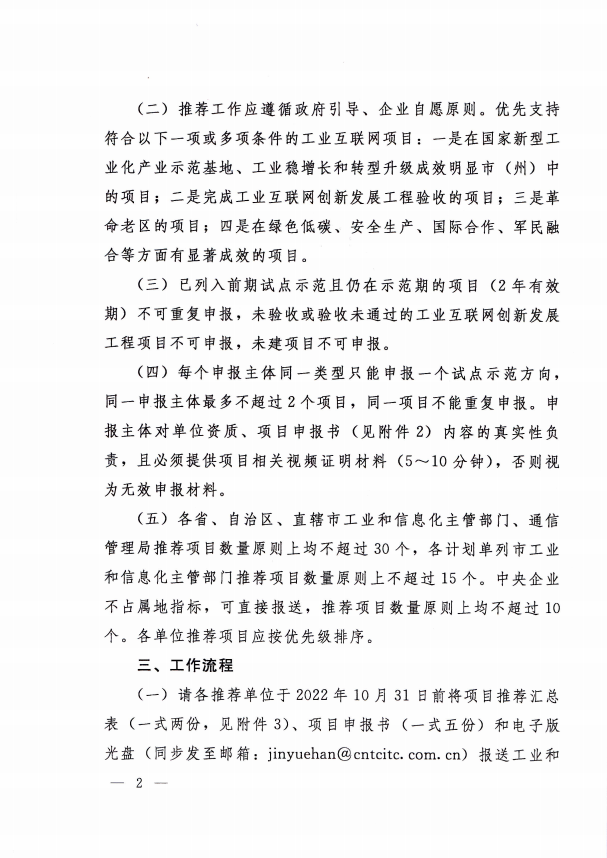 （二）推荐工作应遵循政府引导、企业自愿原则。优先支持
符合以下一项或多项条件的工业互联网项目：一是在国家新型工
业化产业示范基地、工业稳增长和转型升级成效明显市（州）中
的项目；二是完成工业互联网创新发展工程验收的项目；三是革
命老区的项目；四是在绿色低碳、安全生产、国际合作、军民融
合等方面有显著成效的项目。
（三）已列入前期试点示范且仍在示范期的项目（2年有效
期）不可重复申报，未验收或验收未通过的工业互联网创新发展
工程项目不可申报，未建项目不可申报。
（四）每个申报主体同一类型只能申报一个试点示范方向，
同一申报主体最多不超过2个项目，同一项目不能重复申报。申
报主体对单位资质、项目申报书（见附件2）内容的真实性负
责，且必须提供项目相关视频证明材料（5～10分钟），否则视
为无效申报材料。
（五）各省、自治区、直辖市工业和信息化主管部门、通信
管理局推荐项目数量原则上均不超过30个，各计划单列市工业
和信息化主管部门推荐项目数量原则上不超过15个。中央企业
不占属地指标，可直接报送，推荐项目数量原则上均不超过10
个。各单位推荐项目应按优先级排序。
三、工作流程
（一）请各推荐单位于2022年10月31日前将项目推荐汇总
表（一式两份，见附件3）、项目申报书（一式五份）和电子版
光盘（同步发至邮箱：jinyuehan@cntcitc.com.cn）报送工业和
— 2 —